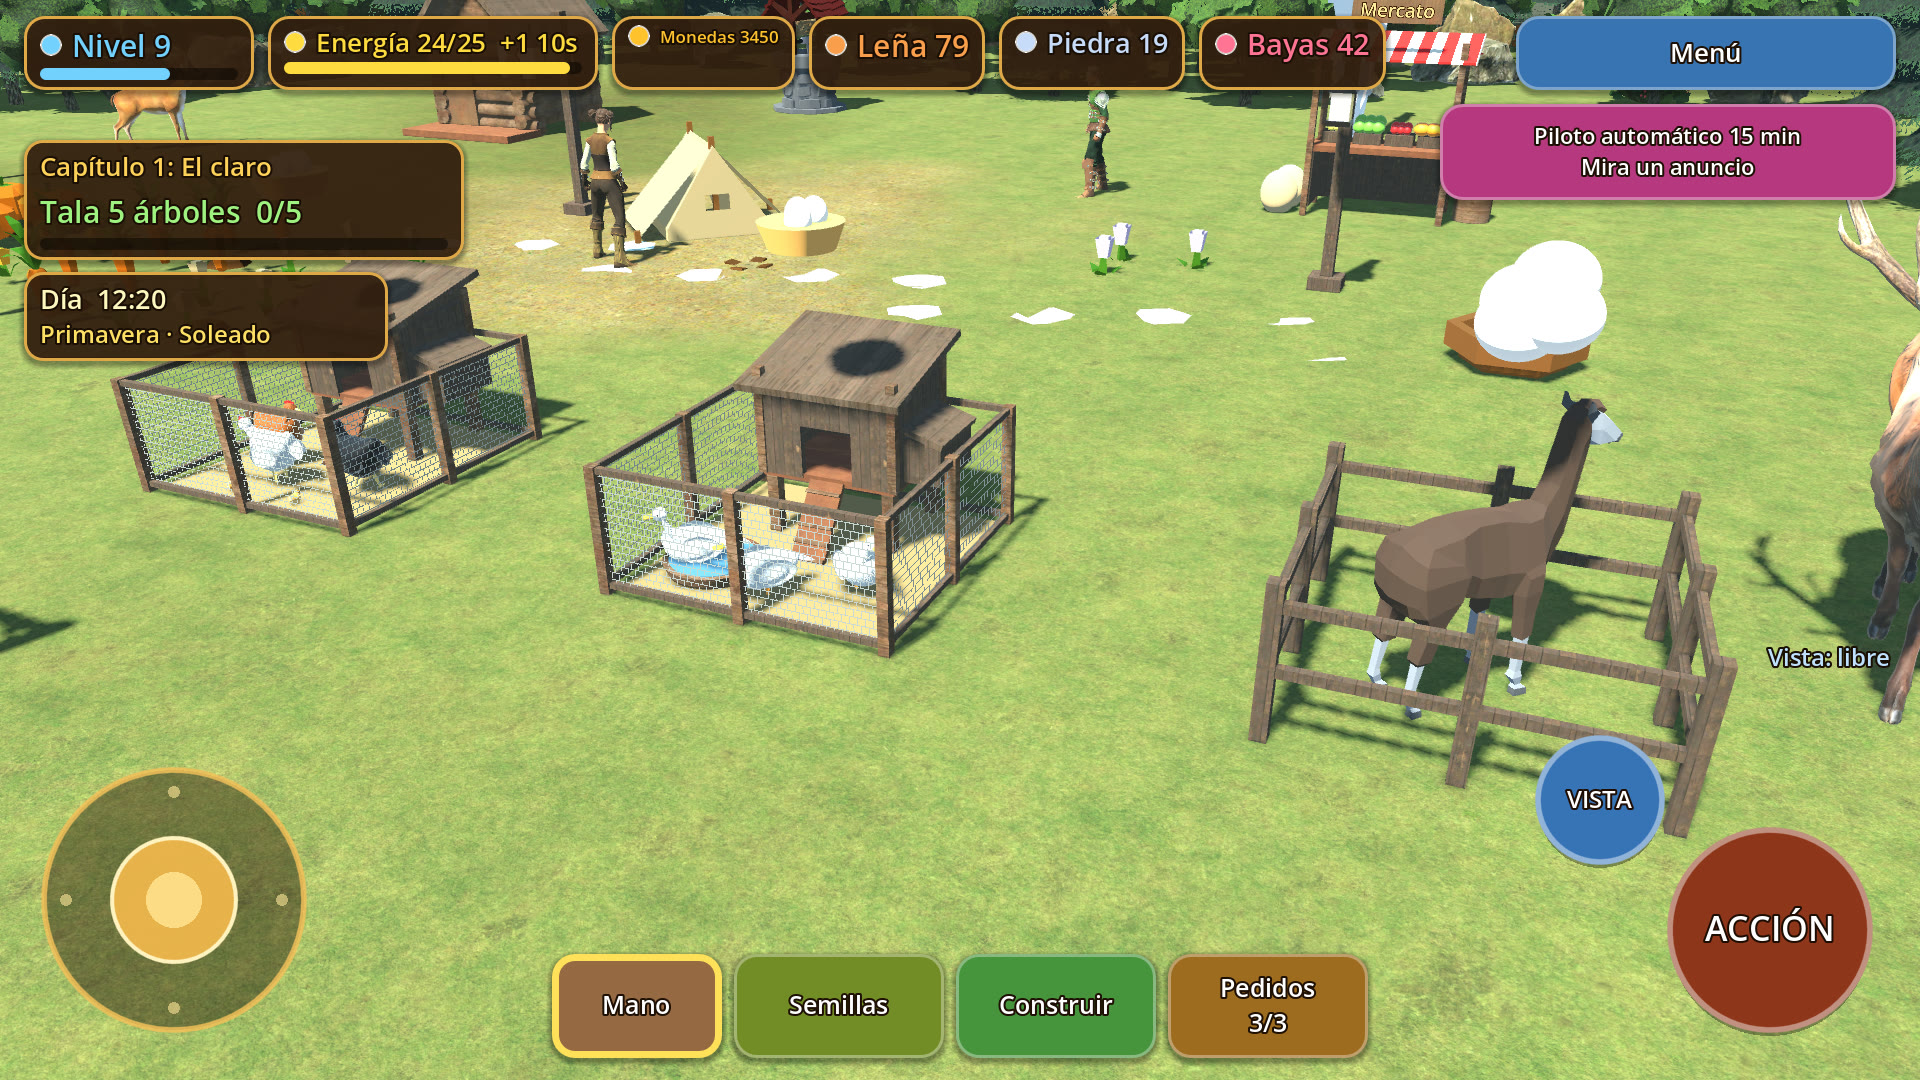 Nivel 9
Energía 24/25 +1 10s
Monedas 3450
Leña 79
Piedra 19
Bayas 42
Mercato
Menú
Piloto automático 15 min
Mira un anuncio
Capítulo 1: El claro
Tala 5 árboles 0/5
Día 12:20
Primavera · Soleado
Vista: libre
VISTA
ACCIÓN
Mano
Semillas
Construir
Pedidos
3/3